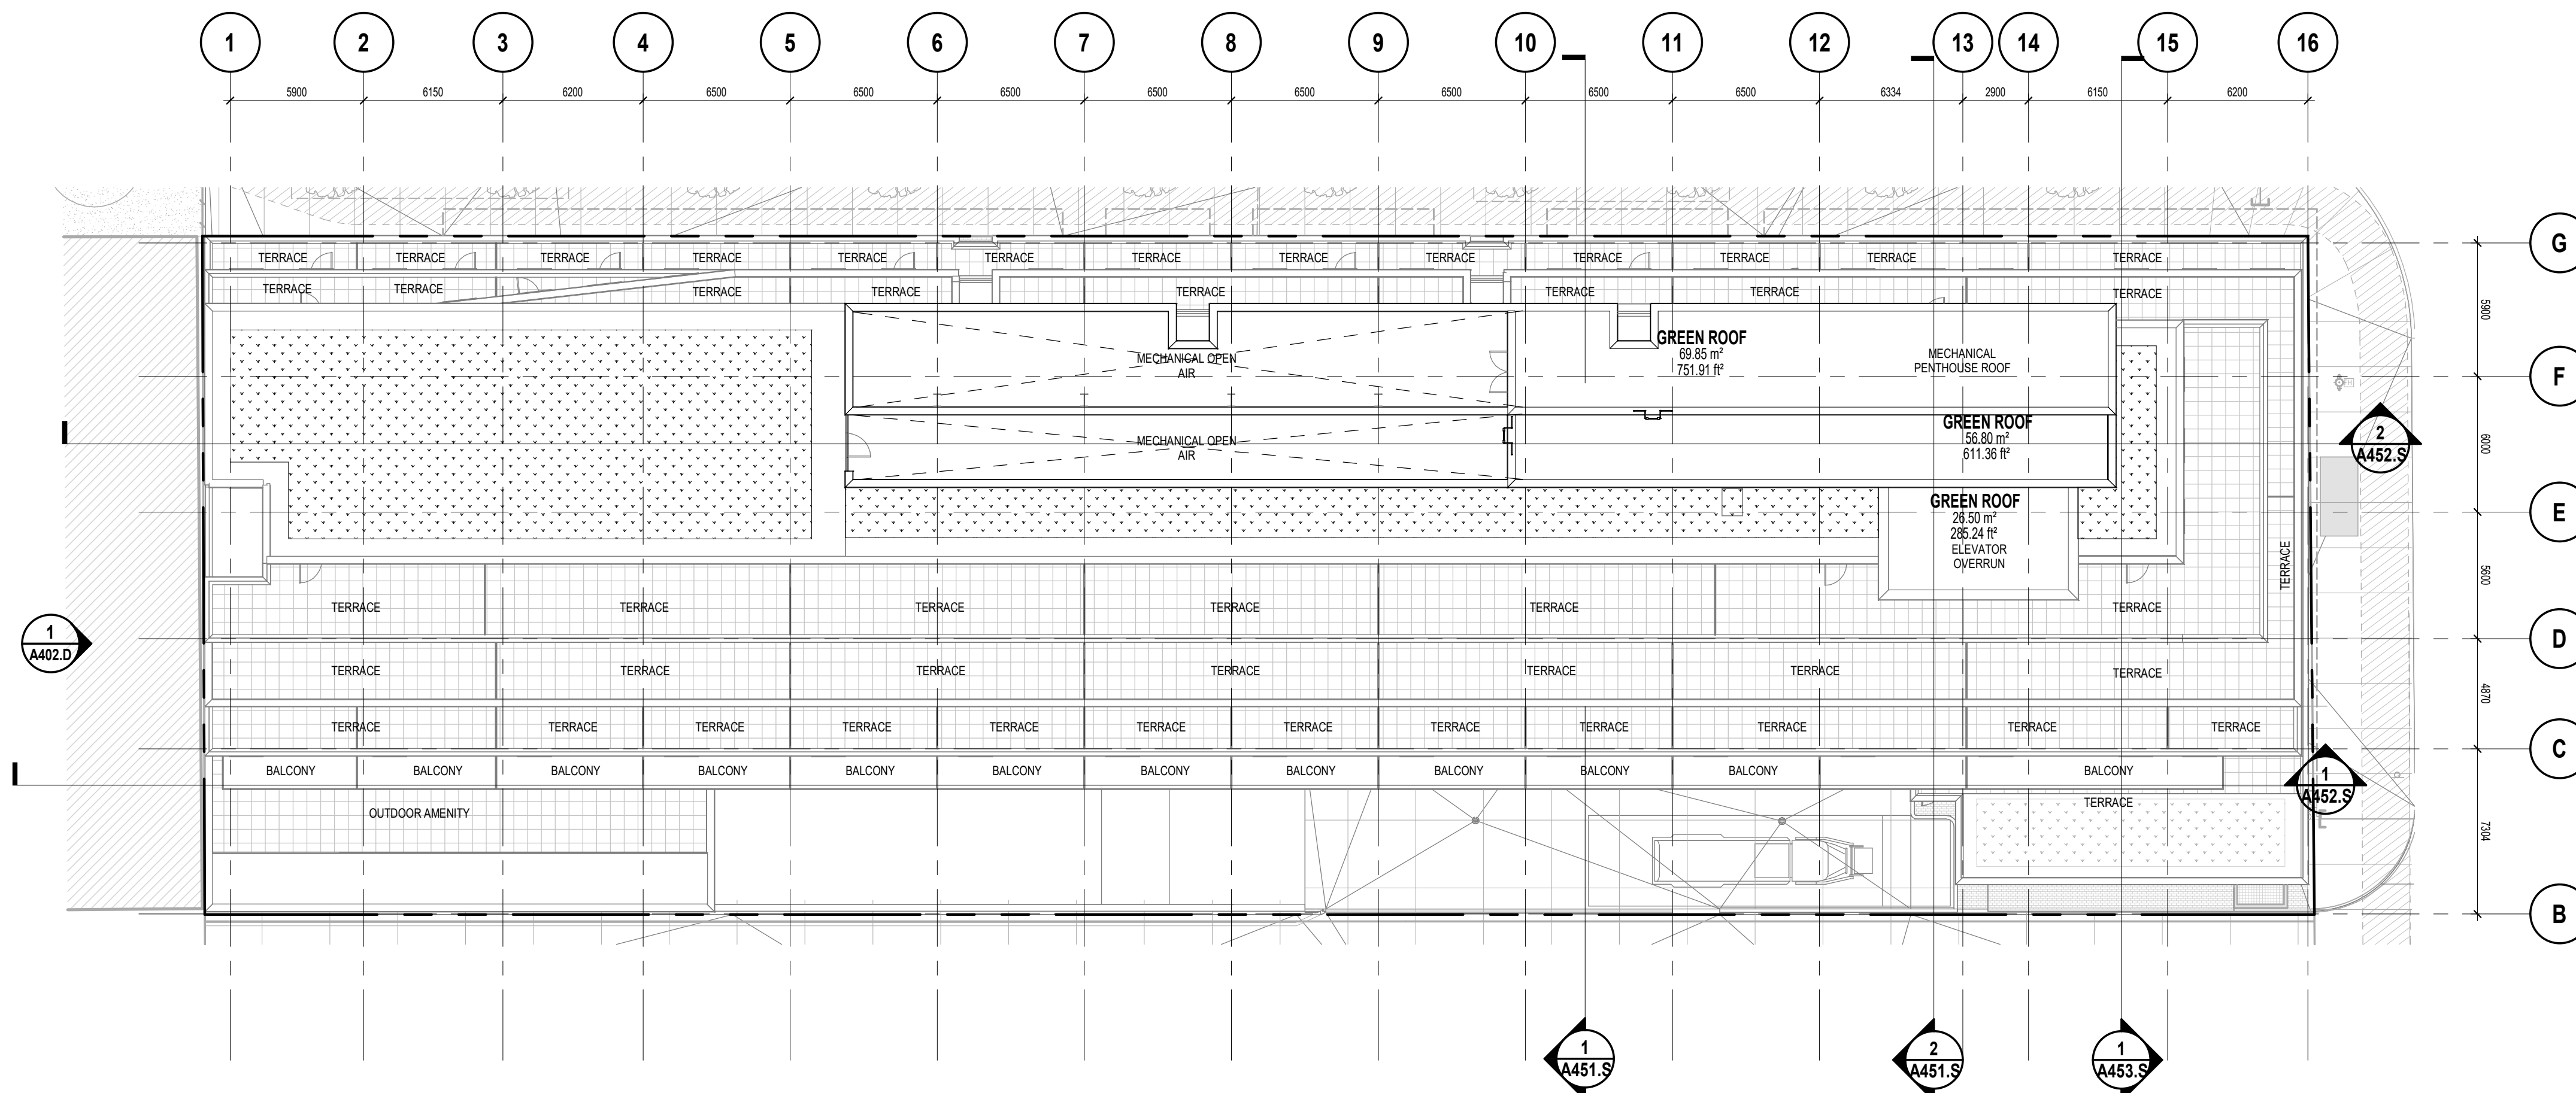 1 2 3 4 5 6 7 8 9 10 11 12 13 14 15 16
5900 6150 6200 6500 6500 6500 6500 6500 6500 6500 6500 6334 2900 6150 6200
G
TERRACE TERRACE TERRACE TERRACE TERRACE TERRACE TERRACE TERRACE TERRACE TERRACE TERRACE TERRACE TERRACE
TERRACE TERRACE TERRACE TERRACE TERRACE TERRACE TERRACE TERRACE
5900
GREEN ROOF
69.85 m²
751.91 ft²
MECHANICAL OPEN
AIR
MECHANICAL
PENTHOUSE ROOF
F
FH
GREEN ROOF
56.80 m²
611.36 ft²
MECHANICAL OPEN
AIR
2
A452.S
6000
GREEN ROOF
26.50 m²
285.24 ft²
ELEVATOR
OVERRUN
E
TERRACE
5600
TERRACE TERRACE TERRACE TERRACE TERRACE TERRACE
1
A402.D
D
TERRACE TERRACE TERRACE TERRACE TERRACE TERRACE TERRACE
4870
TERRACE TERRACE TERRACE TERRACE TERRACE TERRACE TERRACE TERRACE TERRACE TERRACE TERRACE TERRACE
C
BALCONY BALCONY BALCONY BALCONY BALCONY BALCONY BALCONY BALCONY BALCONY BALCONY BALCONY BALCONY
1
A452.S
TERRACE
OUTDOOR AMENITY
7304
B
1
A451.S
2
A451.S
1
A453.S